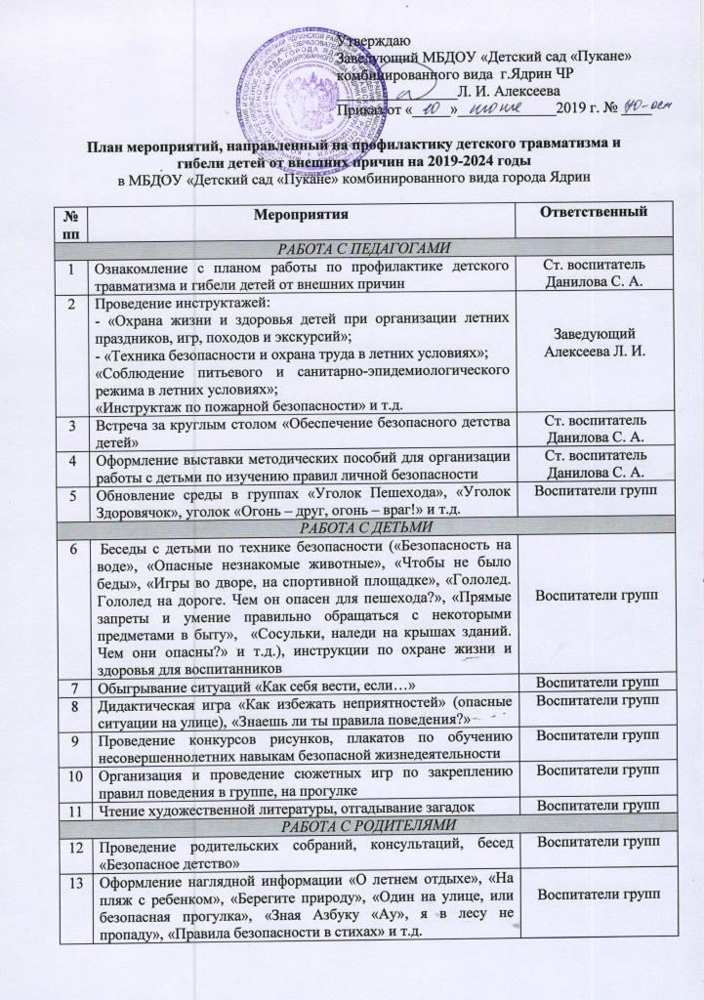 Утверждаю
Заведующий МБДОУ «Детский сад «Пукане»
комбинированного вида г.Ядрин ЧР
Л. И. Алексеева
Приказ от « 10 » июне 2019 г. № 40-осн
План мероприятий, направленный на профилактику детского травматизма и
гибели детей от внешних причин на 2019-2024 годы
в МБДОУ «Детский сад «Пукане» комбинированного вида города Ядрин
№ пп Мероприятия Ответственный
РАБОТА С ПЕДАГОГАМИ
1 Ознакомление с планом работы по профилактике детского
травматизма и гибели детей от внешних причин
Ст. воспитатель
Данилова С. А.
2 Проведение инструктажей:
- «Охрана жизни и здоровья детей при организации летних
праздников, игр, походов и экскурсий»;
- «Техника безопасности и охрана труда в летних условиях»;
«Соблюдение питьевого и санитарно-эпидемиологического
режима в летних условиях»;
«Инструктаж по пожарной безопасности» и т.д.
Заведующий
Алексеева Л. И.
3 Встреча за круглым столом «Обеспечение безопасного детства
детей»
Ст. воспитатель
Данилова С. А.
4 Оформление выставки методических пособий для организации
работы с детьми по изучению правил личной безопасности
Ст. воспитатель
Данилова С. А.
5 Обновление среды в группах «Уголок Пешехода», «Уголок
Здоровячок», уголок «Огонь – друг, огонь – враг!» и т.д.
Воспитатели групп
РАБОТА С ДЕТЬМИ
6 Беседы с детьми по технике безопасности («Безопасность на
воде», «Опасные незнакомые животные», «Чтобы не было
беды», «Игры во дворе, на спортивной площадке», «Гололед.
Гололед на дороге. Чем он опасен для пешехода?», «Прямые
запреты и умение правильно обращаться с некоторыми
предметами в быту», «Сосульки, наледи на крышах зданий.
Чем они опасны?» и т.д.), инструкции по охране жизни и
здоровья для воспитанников
Воспитатели групп
7 Обыгрывание ситуаций «Как себя вести, если…»
Воспитатели групп
8 Дидактическая игра «Как избежать неприятностей» (опасные
ситуации на улице), «Знаешь ли ты правила поведения?»
Воспитатели групп
9 Проведение конкурсов рисунков, плакатов по обучению
несовершеннолетних навыкам безопасной жизнедеятельности
Воспитатели групп
10 Организация и проведение сюжетных игр по закреплению
правил поведения в группе, на прогулке
Воспитатели групп
11 Чтение художественной литературы, отгадывание загадок
Воспитатели групп
РАБОТА С РОДИТЕЛЯМИ
12 Проведение родительских собраний, консультаций, бесед
«Безопасное детство»
Воспитатели групп
13 Оформление наглядной информации «О летнем отдыхе», «На
пляж с ребенком», «Берегите природу», «Один на улице, или
безопасная прогулка», «Зная Азбуку «Ау», я в лесу не
пропаду», «Правила безопасности в стихах» и т.д.
Воспитатели групп